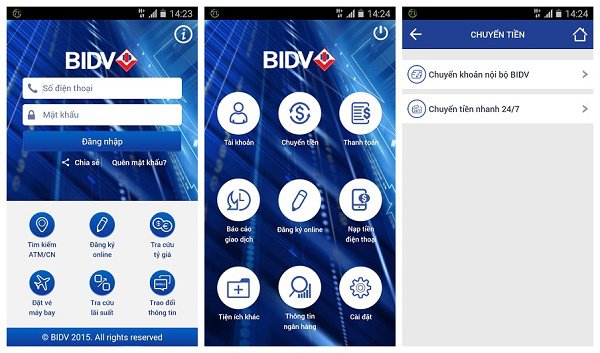 14:23
BIDV
Số điện thoại
Mật khẩu
Đăng nhập
Chia sẻ Quên mật khẩu?
Tìm kiếm
ATM/CN
Đăng ký
online
Tra cứu
tỷ giá
Đặt vé
máy bay
Tra cứu
lãi suất
Trao đổi
thông tin
© BIDV 2015. All rights reserved
14:24
BIDV
Tài khoản
Chuyển tiền
Thanh toán
Báo cáo
giao dịch
Đăng ký online
Nạp tiền
điện thoại
Tiện ích khác
Thông tin
ngân hàng
Cài đặt
14:24
CHUYỂN TIỀN
Chuyển khoản nội bộ BIDV
Chuyển tiền nhanh 24/7